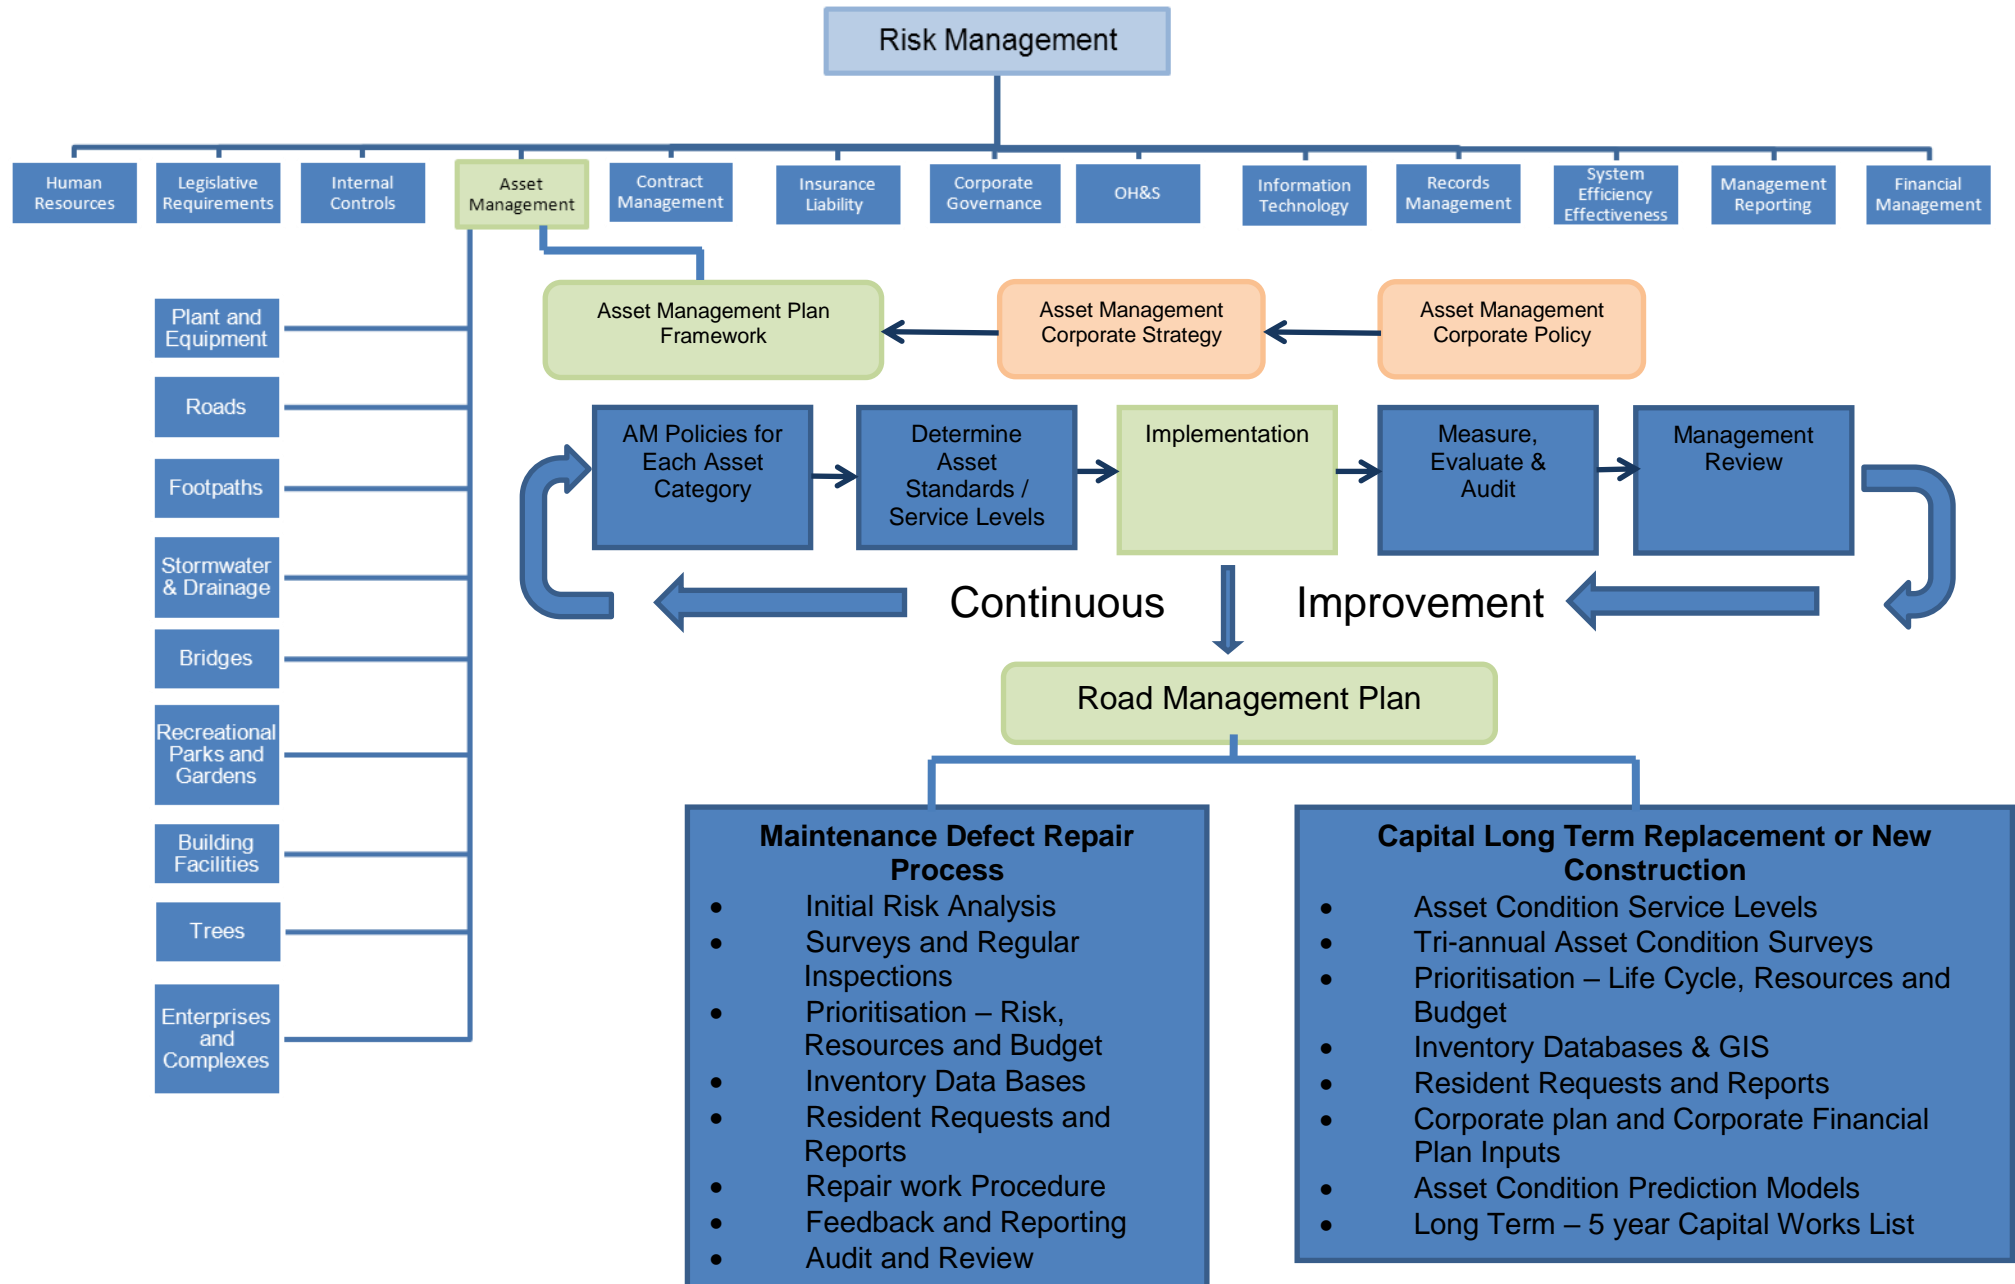 Risk Management
Human
Resources
Legislative
Requirements
Internal
Controls
Asset
Management
Contract
Management
Insurance
Liability
Corporate
Governance
OH&S
Information
Technology
Records
Management
System
Efficiency
Effectiveness
Management
Reporting
Financial
Management
Plant and
Equipment
Roads
Footpaths
Stormwater
& Drainage
Bridges
Recreational
Parks and
Gardens
Building
Facilities
Trees
Enterprises
and
Complexes
Asset Management Plan
Framework
Asset Management
Corporate Strategy
Asset Management
Corporate Policy
AM Policies for
Each Asset
Category
Determine
Asset
Standards /
Service Levels
Implementation
Measure,
Evaluate &
Audit
Management
Review
Continuous Improvement
Road Management Plan
Maintenance Defect Repair
Process
• Initial Risk Analysis
• Surveys and Regular
Inspections
• Prioritisation – Risk,
Resources and Budget
• Inventory Data Bases
• Resident Requests and
Reports
• Repair work Procedure
• Feedback and Reporting
• Audit and Review
Capital Long Term Replacement or New
Construction
• Asset Condition Service Levels
• Tri-annual Asset Condition Surveys
• Prioritisation – Life Cycle, Resources and
Budget
• Inventory Databases & GIS
• Resident Requests and Reports
• Corporate plan and Corporate Financial
Plan Inputs
• Asset Condition Prediction Models
• Long Term – 5 year Capital Works List